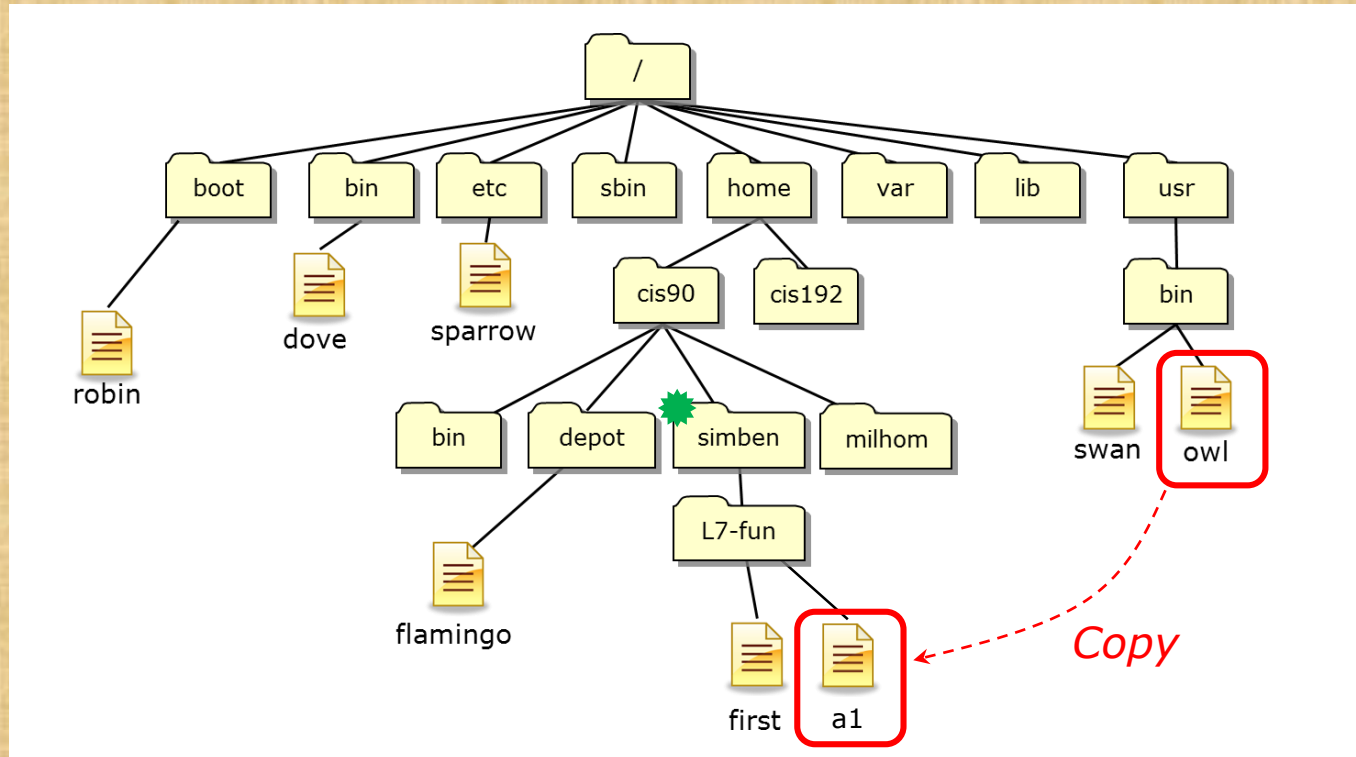 /
boot
bin
etc
sbin
home
var
lib
usr
robin
dove
sparrow
cis90
cis192
bin
swan
owl
bin
depot
simben
milhom
flamingo
L7-fun
first
a1
Copy